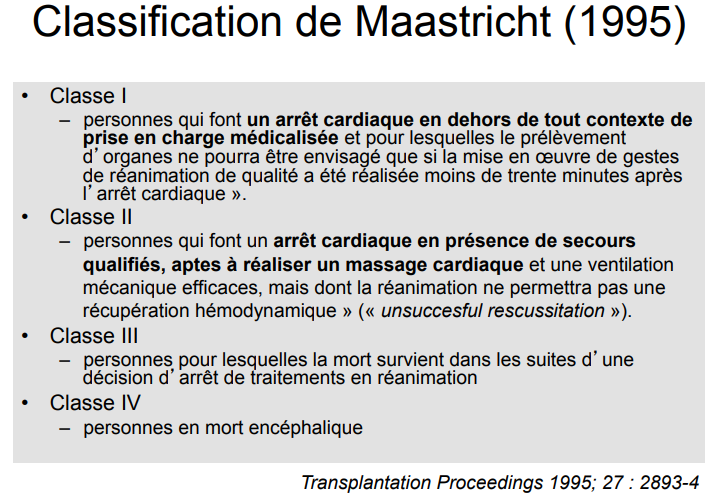 Classification de Maastricht (1995)
• Classe I
– personnes qui font un arrêt cardiaque en dehors de tout contexte de
prise en charge médicalisée et pour lesquelles le prélèvement
d’organes ne pourra être envisagé que si la mise en œuvre de gestes
de réanimation de qualité a été réalisée moins de trente minutes après
l’arrêt cardiaque ».
• Classe II
– personnes qui font un arrêt cardiaque en présence de secours
qualifiés, aptes à réaliser un massage cardiaque et une ventilation
mécanique efficaces, mais dont la réanimation ne permettra pas une
récupération hémodynamique » (« unsuccesful rescussitation »).
• Classe III
– personnes pour lesquelles la mort survient dans les suites d’une
décision d’arrêt de traitements en réanimation
• Classe IV
– personnes en mort encéphalique
Transplantation Proceedings 1995; 27 : 2893-4